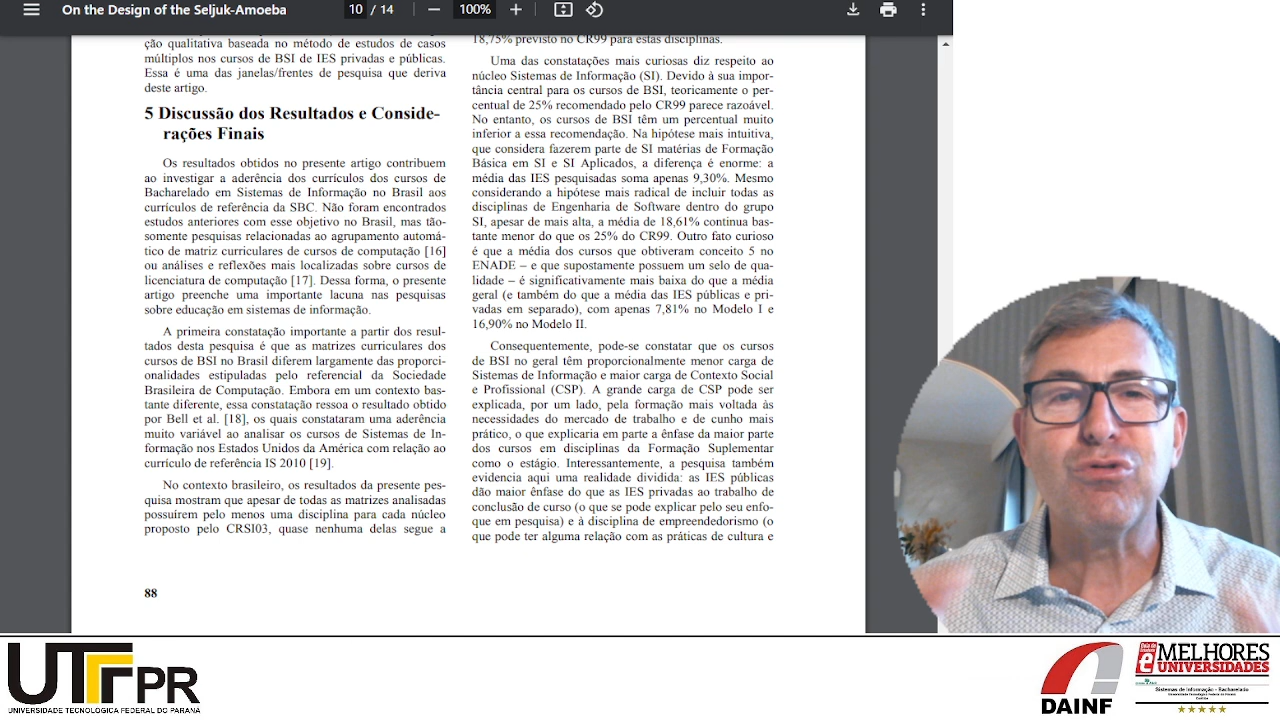 On the Design of the Seljuk-Amoeba
10 / 14
100%
ção qualitativa baseada no método de estudos de casos
múltiplos nos cursos de BSI de IES privadas e públicas.
Essa é uma das janelas/frentes de pesquisa que deriva
deste artigo.
5 Discussão dos Resultados e Conside-
rações Finais
Os resultados obtidos no presente artigo contribuem
ao investigar a aderência dos currículos dos cursos de
Bacharelado em Sistemas de Informação no Brasil aos
currículos de referência da SBC. Não foram encontrados
estudos anteriores com esse objetivo no Brasil, mas tão-
somente pesquisas relacionadas ao agrupamento automá-
tico de matriz curriculares de cursos de computação [16]
ou análises e reflexões mais localizadas sobre cursos de
licenciatura de computação [17]. Dessa forma, o presente
artigo preenche uma importante lacuna nas pesquisas
sobre educação em sistemas de informação.
A primeira constatação importante a partir dos resul-
tados desta pesquisa é que as matrizes curriculares dos
cursos de BSI no Brasil diferem largamente das proporci-
onalidades estipuladas pelo referencial da Sociedade
Brasileira de Computação. Embora em um contexto bas-
tante diferente, essa constatação ressoa o resultado obtido
por Bell et al. [18], os quais constataram uma aderência
muito variável ao analisar os cursos de Sistemas de In-
formação nos Estados Unidos da América com relação ao
currículo de referência IS 2010 [19].
No contexto brasileiro, os resultados da presente pes-
quisa mostram que apesar de todas as matrizes analisadas
possuírem pelo menos uma disciplina para cada núcleo
proposto pelo CRSI03, quase nenhuma delas segue a
88
18,75% previsto no CR99 para estas disciplinas.
Uma das constatações mais curiosas diz respeito ao
núcleo Sistemas de Informação (SI). Devido à sua impor-
tância central para os cursos de BSI, teoricamente o per-
centual de 25% recomendado pelo CR99 parece razoável.
No entanto, os cursos de BSI têm um percentual muito
inferior a essa recomendação. Na hipótese mais intuitiva,
que considera fazerem parte de SI matérias de Formação
Básica em SI e SI Aplicados, a diferença é enorme: a
média das IES pesquisadas soma apenas 9,30%. Mesmo
considerando a hipótese mais radical de incluir todas as
disciplinas de Engenharia de Software dentro do grupo
SI, apesar de mais alta, a média de 18,61% continua bas-
tante menor do que os 25% do CR99. Outro fato curioso
é que a média dos cursos que obtiveram conceito 5 no
ENADE – e que supostamente possuem um selo de qua-
lidade – é significativamente mais baixa do que a média
geral (e também do que a média das IES públicas e pri-
vadas em separado), com apenas 7,81% no Modelo I e
16,90% no Modelo II.
Consequentemente, pode-se constatar que os cursos
de BSI no geral têm proporcionalmente menor carga de
Sistemas de Informação e maior carga de Contexto Social
e Profissional (CSP). A grande carga de CSP pode ser
explicada, por um lado, pela formação mais voltada às
necessidades do mercado de trabalho e de cunho mais
prático, o que explicaria em parte a ênfase da maior parte
dos cursos em disciplinas da Formação Suplementar
como o estágio. Interessantemente, a pesquisa também
evidencia aqui uma realidade dividida: as IES públicas
dão maior ênfase do que as IES privadas ao trabalho de
conclusão de curso (o que se pode explicar pelo seu enfo-
que em pesquisa) e à disciplina de empreendedorismo (o
que pode ter alguma relação com as práticas de cultura e
UTFPR
UNIVERSIDADE TECNOLÓGICA FEDERAL DO PARANÁ
DAINF
MELHORES
UNIVERSIDADES
Sistemas de Informação - Bacharelado
Universidade Tecnológica Federal do Paraná
Curitiba